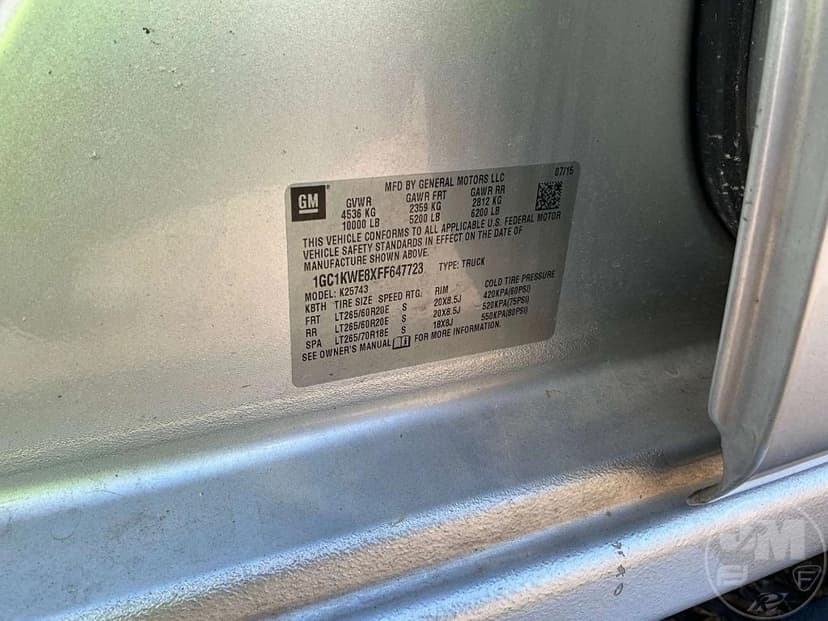 MFD BY GENERAL MOTORS LLC 07/15
GM GVWR GAWR FRT GAWR RR
4536 KG 2359 KG 2812 KG
10000 LB 5200 LB 6200 LB
THIS VEHICLE CONFORMS TO ALL APPLICABLE U.S. FEDERAL MOTOR
VEHICLE SAFETY STANDARDS IN EFFECT ON THE DATE OF
MANUFACTURE SHOWN ABOVE.
1GC1KWE8XFF647723 TYPE: TRUCK
MODEL: K25743
KBTH TIRE SIZE SPEED RTG. RIM COLD TIRE PRESSURE
FRT LT265/60R20E S 20X8.5J 420KPA(60PSI)
RR LT265/60R20E S 20X8.5J 520KPA(75PSI)
SPA LT265/70R18E S 18X8J 550KPA(80PSI)
SEE OWNER'S MANUAL FOR MORE INFORMATION.